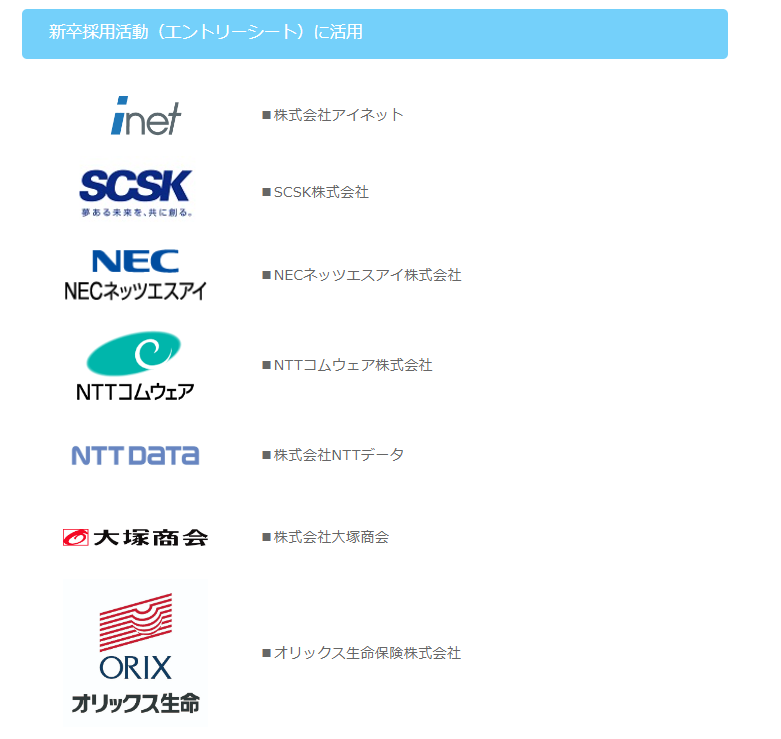 新卒採用活動（エントリーシート）に活用
inet
■株式会社アイネット
SCSK
夢ある未来を、共に創る。
■SCSK株式会社
NEC
NECネッツエスアイ
■NECネッツエスアイ株式会社
NTTコムウェア
■NTTコムウェア株式会社
NTT DATA
■株式会社NTTデータ
大塚商会
■株式会社大塚商会
ORIX
オリックス生命
■オリックス生命保険株式会社